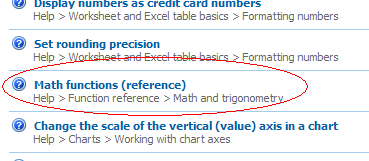 Display numbers as credit card numbers
Help > Worksheet and Excel table basics > Formatting numbers
Set rounding precision
Help > Worksheet and Excel table basics > Formatting numbers
Math functions (reference)
Help > Function reference > Math and trigonometry
Change the scale of the vertical (value) axis in a chart
Help > Charts > Working with chart axes